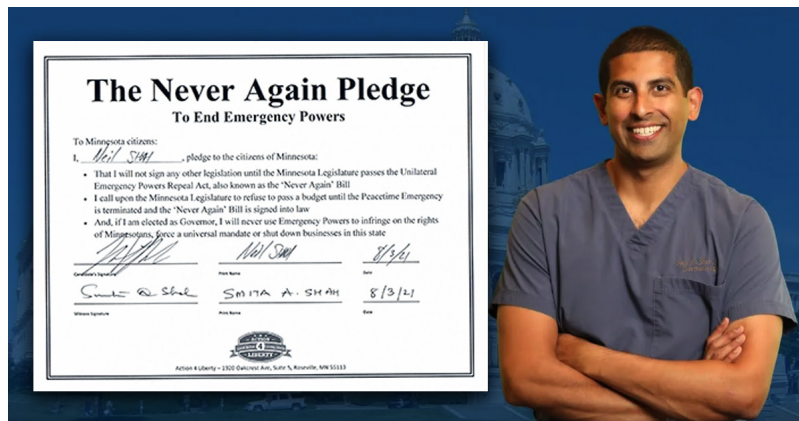 The Never Again Pledge
To End Emergency Powers
To Minnesota citizens:
I, Neil SHAH, pledge to the citizens of Minnesota:
• That I will not sign any other legislation until the Minnesota Legislature passes the Unilateral
Emergency Powers Repeal Act, also known as the ‘Never Again’ Bill
• I call upon the Minnesota Legislature to refuse to pass a budget until the Peacetime Emergency
is terminated and the ‘Never Again’ Bill is signed into law
• And, if I am elected as Governor, I will never use Emergency Powers to infringe on the rights
of Minnesotans, force a universal mandate or shut down businesses in this state
Neil SHAH 8/3/21
Candidate's Signature Print Name Date
SMITA A. SHAH 8/3/21
Witness Signature Print Name Date
ACTION
4
LIBERTY
Action 4 Liberty – 1920 Oakcrest Ave, Suite 5, Roseville, MN 55113